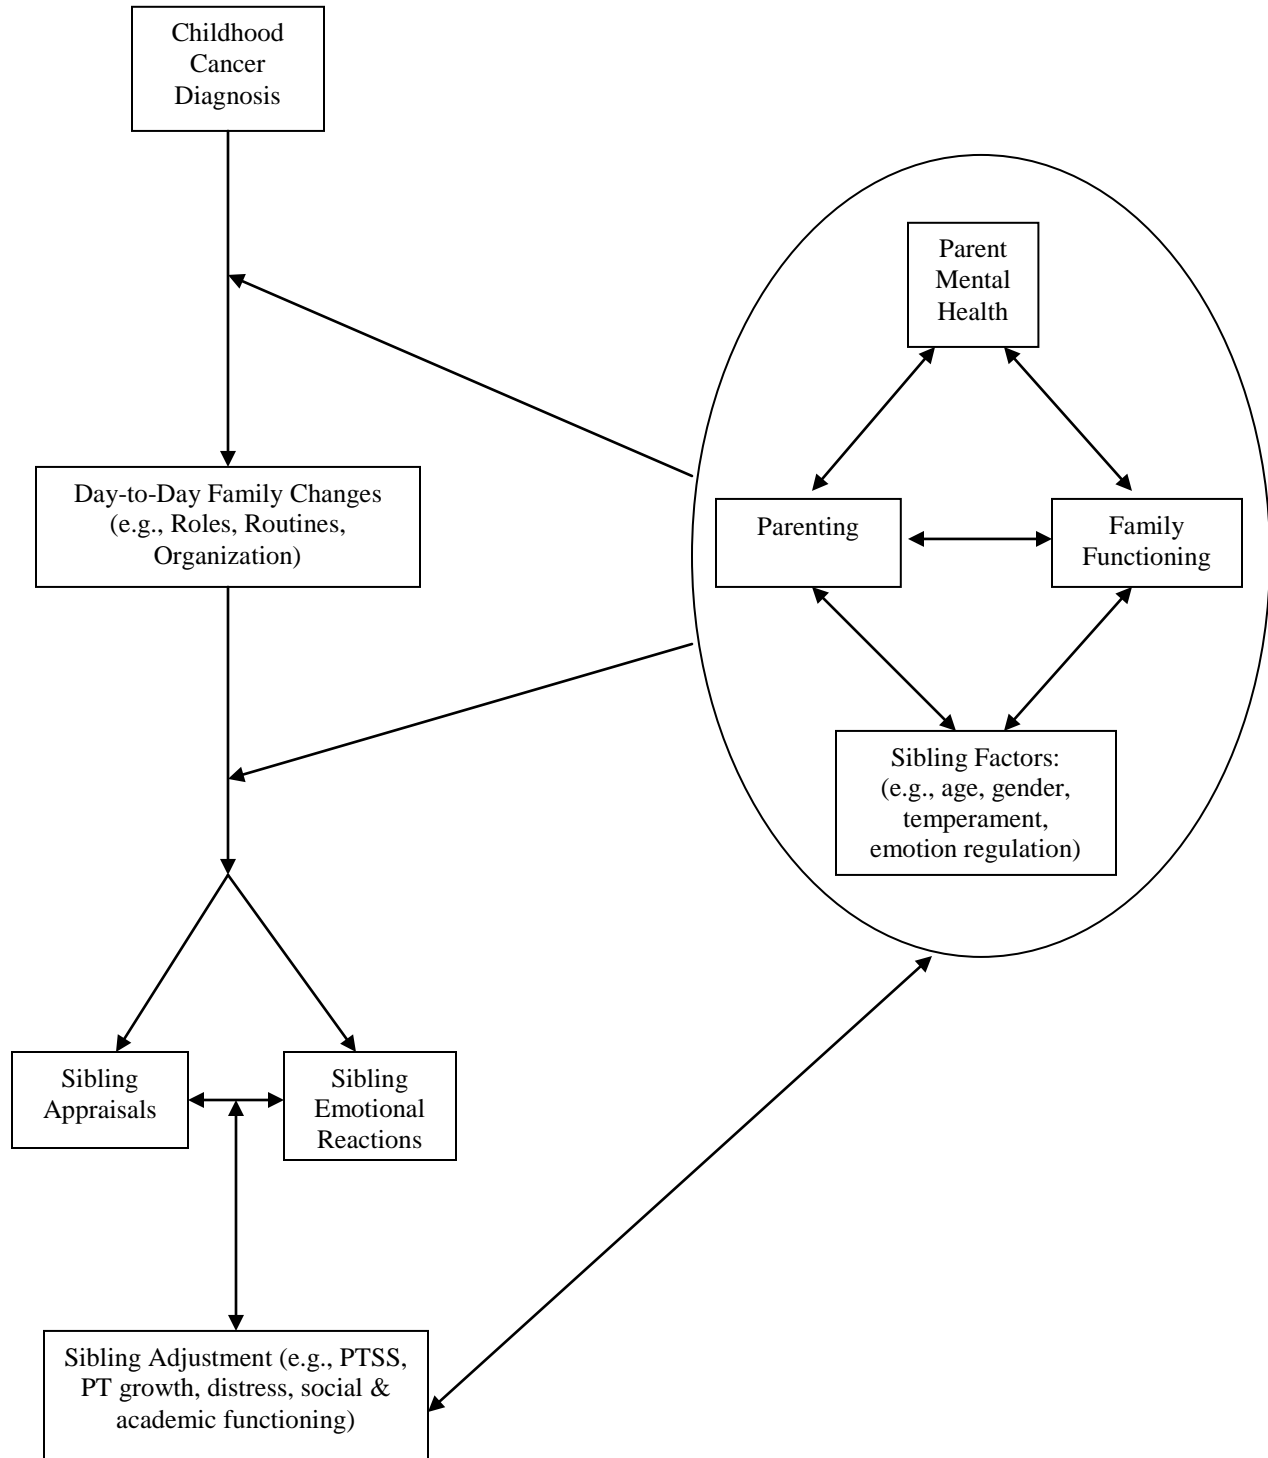 Childhood
Cancer
Diagnosis
Parent
Mental
Health
Day-to-Day Family Changes
(e.g., Roles, Routines,
Organization)
Parenting
Family
Functioning
Sibling Factors:
(e.g., age, gender,
temperament,
emotion regulation)
Sibling
Appraisals
Sibling
Emotional
Reactions
Sibling Adjustment (e.g., PTSS,
PT growth, distress, social &
academic functioning)